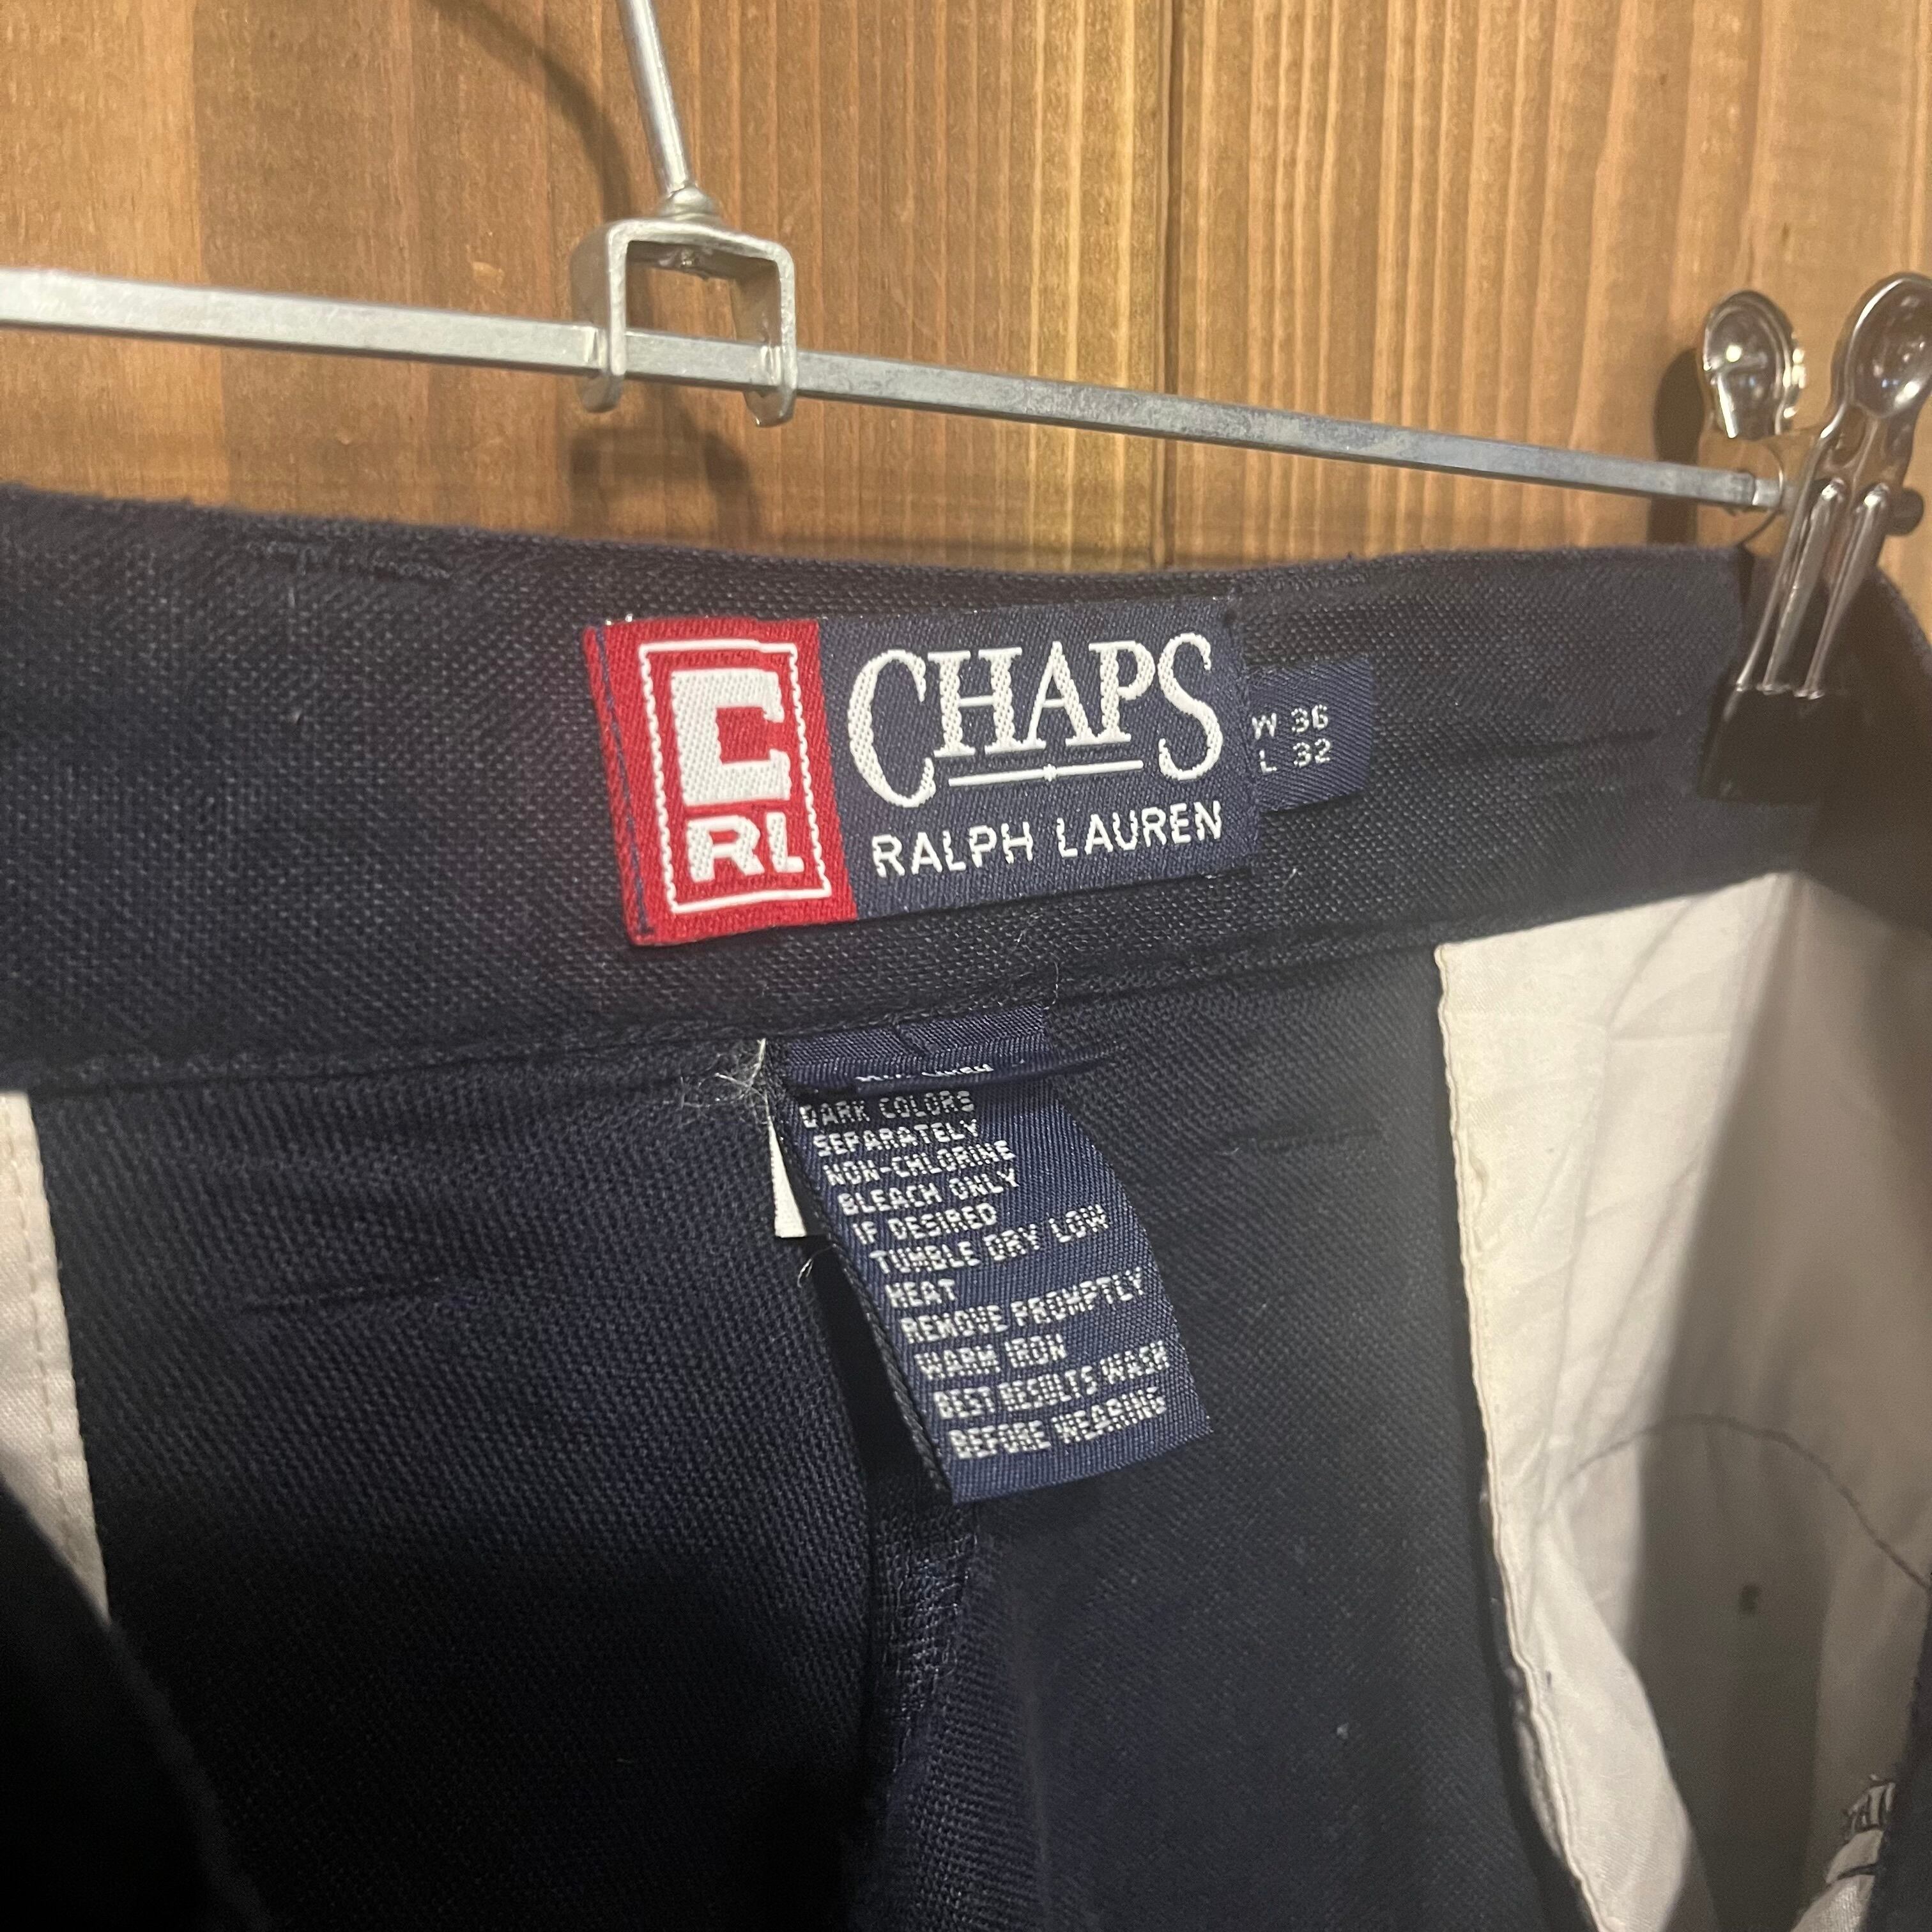 C
RL
CHAPS
RALPH LAUREN
W 36
L 32
DARK COLORS
SEPARATELY
NON-CHLORINE
BLEACH ONLY
IF DESIRED
TUMBLE DRY LOW
HEAT
REMOVE PROMPTLY
WARM IRON
BEST RESULTS WASH
BEFORE WEARING